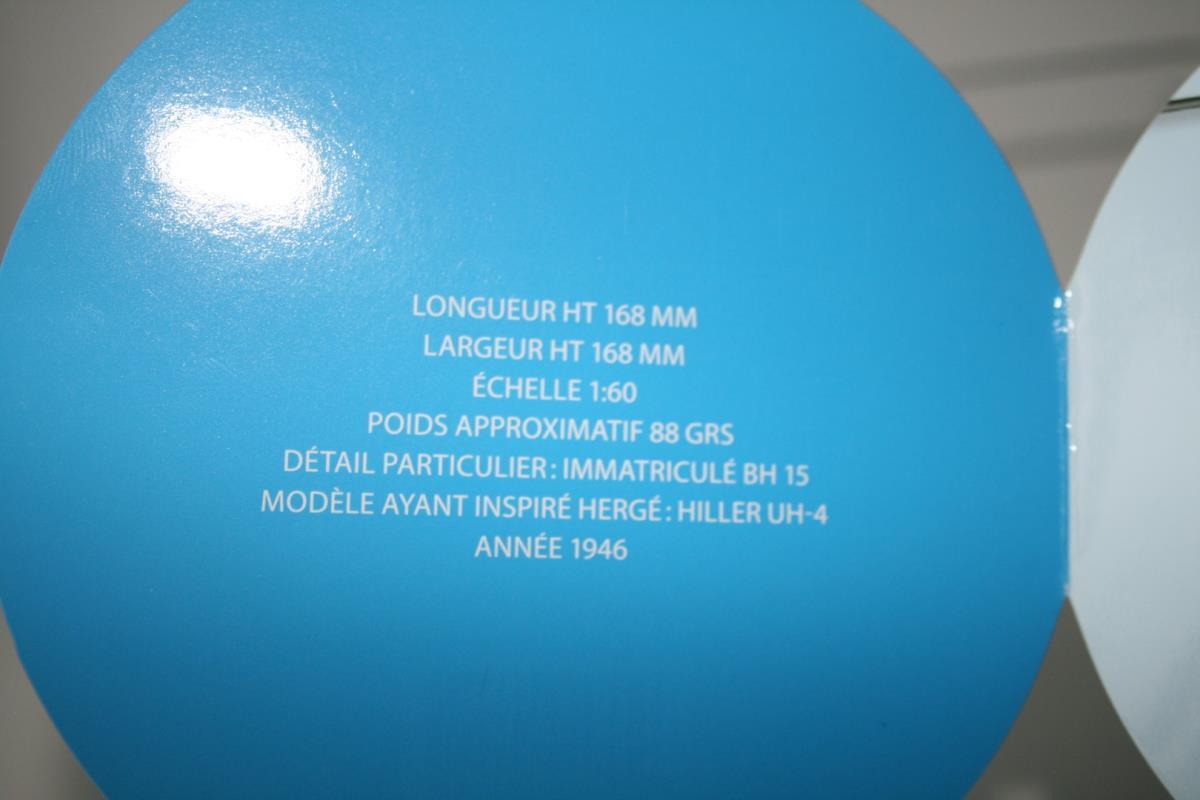 LONGUEUR HT 168 MM
LARGEUR HT 168 MM
ÉCHELLE 1:60
POIDS APPROXIMATIF 88 GRS
DÉTAIL PARTICULIER : IMMATRICULÉ BH 15
MODÈLE AYANT INSPIRÉ HERGÉ : HILLER UH-4
ANNÉE 1946